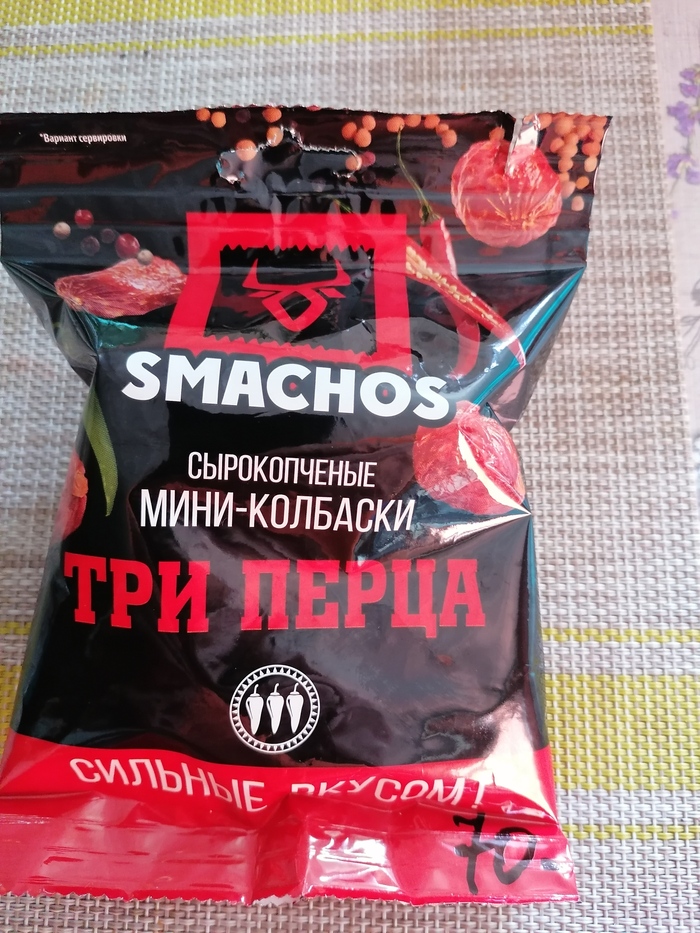 *Вариант сервировки
SMACHOS
СЫРОКОПЧЕНЫЕ
МИНИ-КОЛБАСКИ
ТРИ ПЕРЦА
СИЛЬНЫЕ ВКУСОМ!
70-